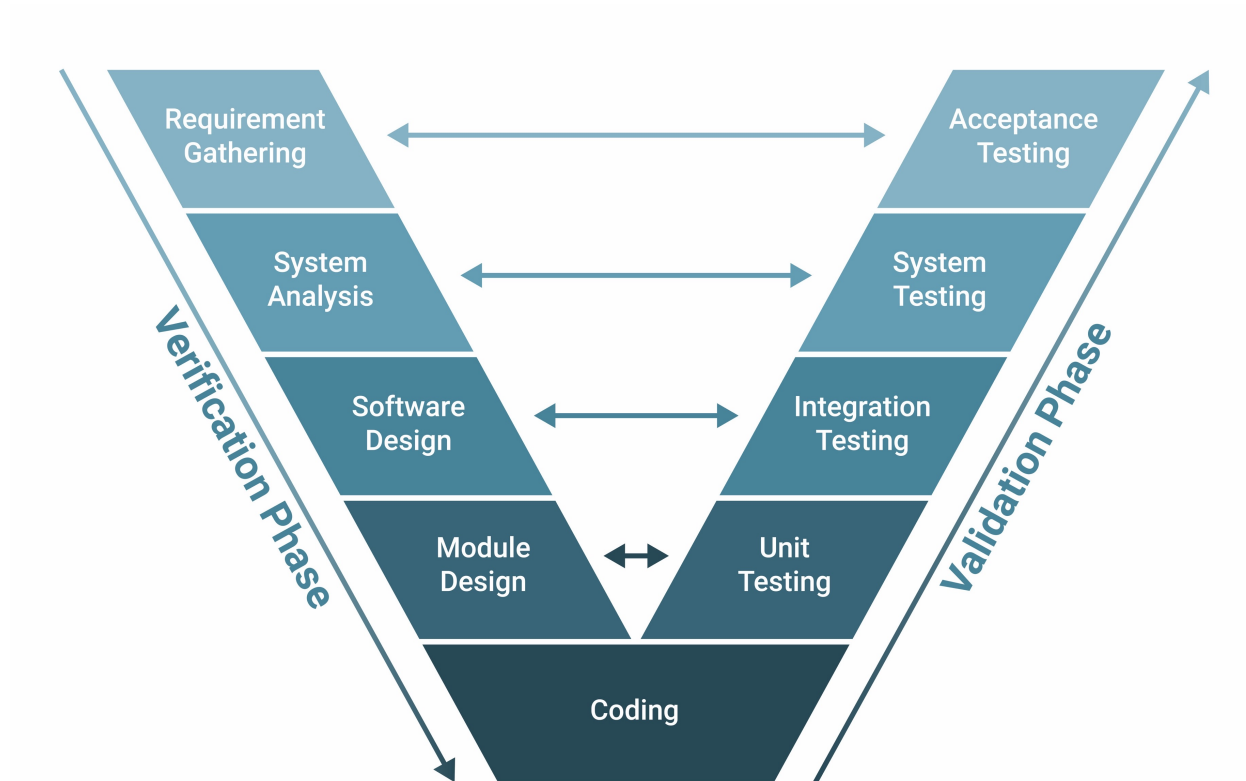 Requirement
Gathering
Acceptance
Testing
System
Analysis
System
Testing
Software
Design
Integration
Testing
Module
Design
Unit
Testing
Coding
Verification Phase
Validation Phase